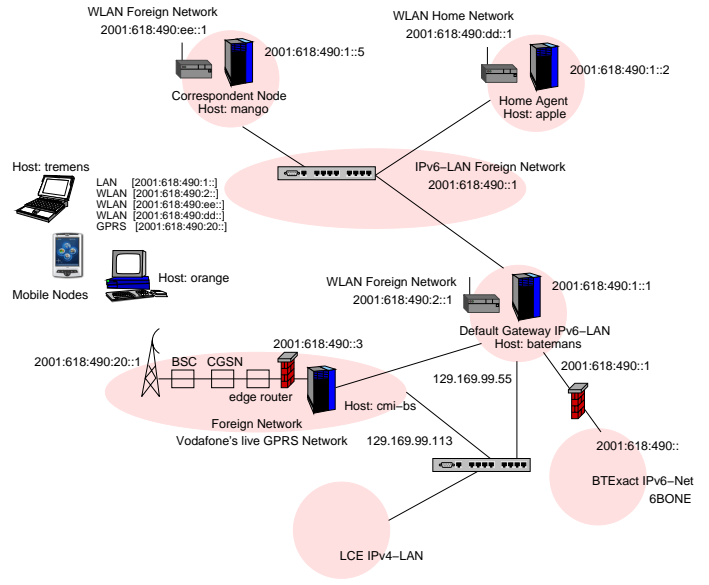 WLAN Foreign Network
2001:618:490:ee::1
2001:618:490:1::5
Correspondent Node
Host: mango
WLAN Home Network
2001:618:490:dd::1
2001:618:490:1::2
Home Agent
Host: apple
IPv6−LAN Foreign Network
2001:618:490::1
Host: tremens
LAN [2001:618:490:1::]
WLAN [2001:618:490:2::]
WLAN [2001:618:490:ee::]
WLAN [2001:618:490:dd::]
GPRS [2001:618:490:20::]
Host: orange
Mobile Nodes
WLAN Foreign Network
2001:618:490:2::1
2001:618:490:1::1
Default Gateway IPv6−LAN
Host: batemans
2001:618:490::3
2001:618:490:20::1
BSC
CGSN
edge router
Host: cmi−bs
Foreign Network
Vodafone's live GPRS Network
129.169.99.55
129.169.99.113
2001:618:490::1
2001:618:490::
BTExact IPv6−Net
6BONE
LCE IPv4−LAN